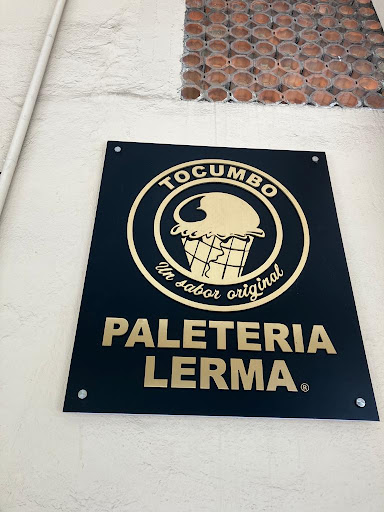 TOCUMBO
Un sabor original
PALETERIA
LERMA®